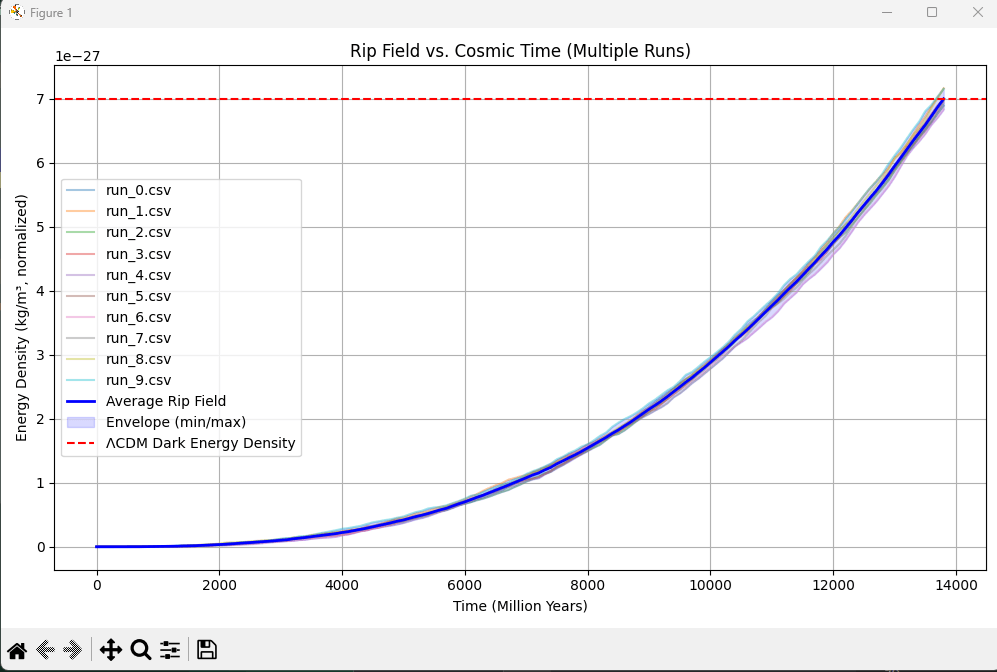 Figure 1
Rip Field vs. Cosmic Time (Multiple Runs)
1e−27
7
6
5
4
3
2
1
0
Energy Density (kg/m³, normalized)
run_0.csv
run_1.csv
run_2.csv
run_3.csv
run_4.csv
run_5.csv
run_6.csv
run_7.csv
run_8.csv
run_9.csv
Average Rip Field
Envelope (min/max)
ΛCDM Dark Energy Density
0 2000 4000 6000 8000 10000 12000 14000
Time (Million Years)